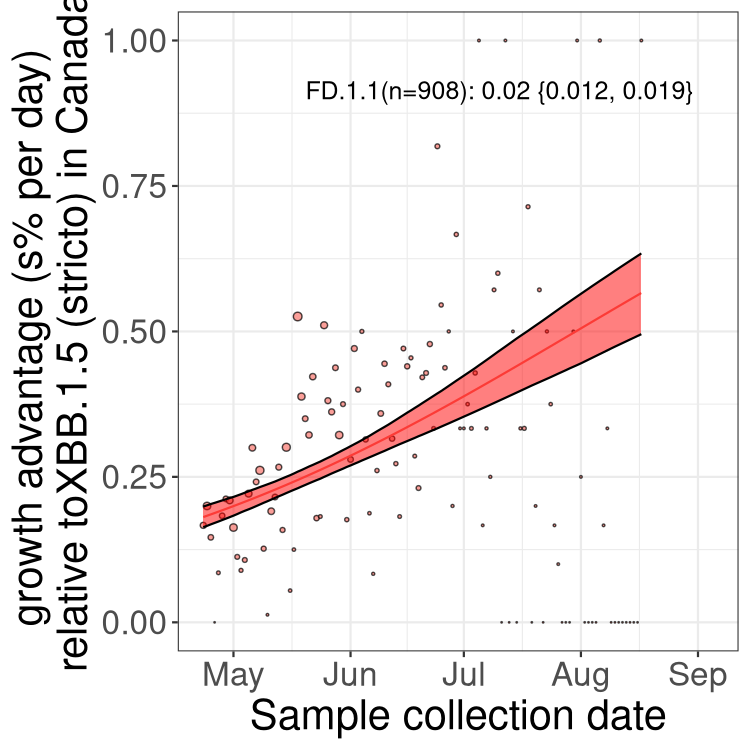 growth advantage (s% per day)
relative toXBB.1.5 (stricto) in Canada
1.00
0.75
0.50
0.25
0.00
FD.1.1(n=908): 0.02 {0.012, 0.019}
May Jun Jul Aug Sep
Sample collection date